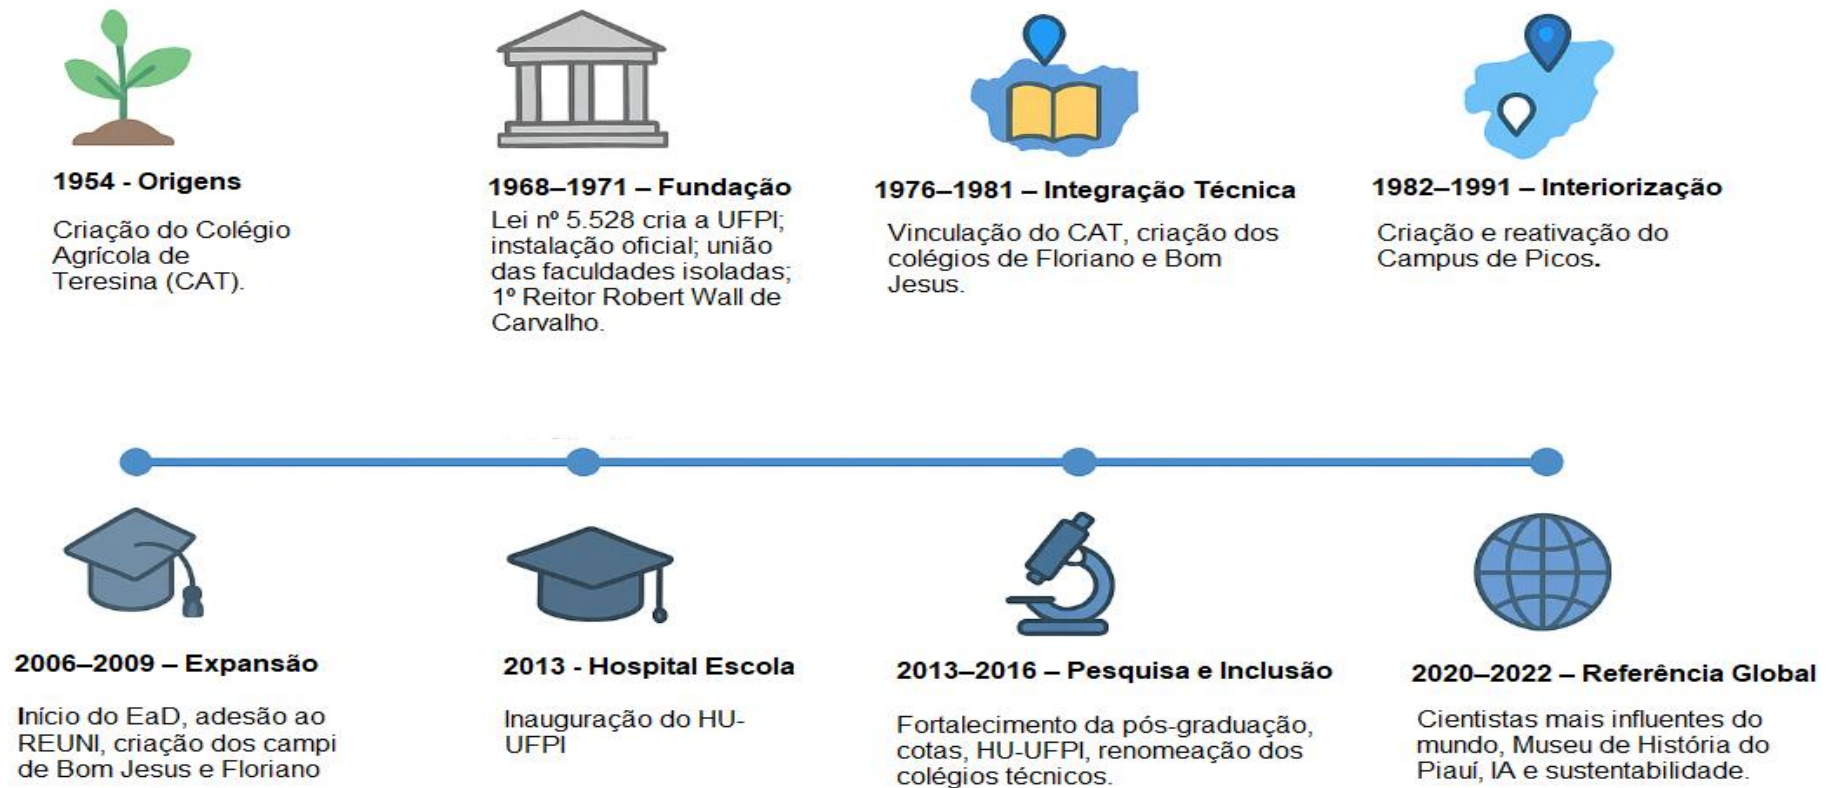 1954 - Origens
Criação do Colégio
Agrícola de
Teresina (CAT).
1968–1971 – Fundação
Lei nº 5.528 cria a UFPI;
instalação oficial; união
das faculdades isoladas;
1º Reitor Robert Wall de
Carvalho.
1976–1981 – Integração Técnica
Vinculação do CAT, criação dos
colégios de Floriano e Bom
Jesus.
1982–1991 – Interiorização
Criação e reativação do
Campus de Picos.
2006–2009 – Expansão
Início do EaD, adesão ao
REUNI, criação dos campi
de Bom Jesus e Floriano
2013 - Hospital Escola
Inauguração do HU-
UFPI
2013–2016 – Pesquisa e Inclusão
Fortalecimento da pós-graduação,
cotas, HU-UFPI, renomeação dos
colégios técnicos.
2020–2022 – Referência Global
Cientistas mais influentes do
mundo, Museu de História do
Piauí, IA e sustentabilidade.